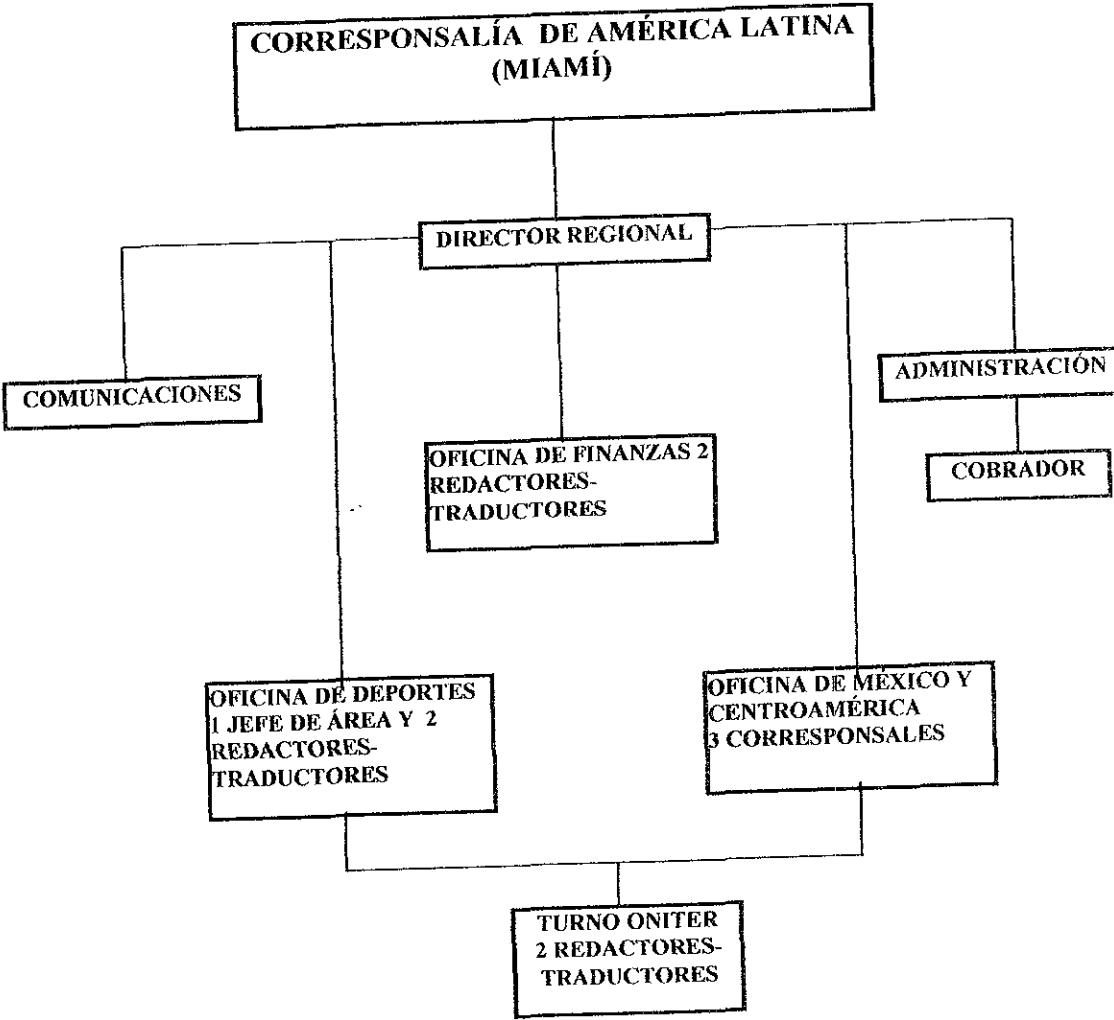 CORRESPONSALÍA DE AMÉRICA LATINA
(MIAMÍ)
DIRECTOR REGIONAL
COMUNICACIONES
ADMINISTRACIÓN
COBRADOR
OFICINA DE FINANZAS 2
REDACTORES-
TRADUCTORES
OFICINA DE DEPORTES
1 JEFE DE ÁREA Y 2
REDACTORES-
TRADUCTORES
OFICINA DE MÉXICO Y
CENTROAMÉRICA
3 CORRESPONSALES
TURNO ONITER
2 REDACTORES-
TRADUCTORES